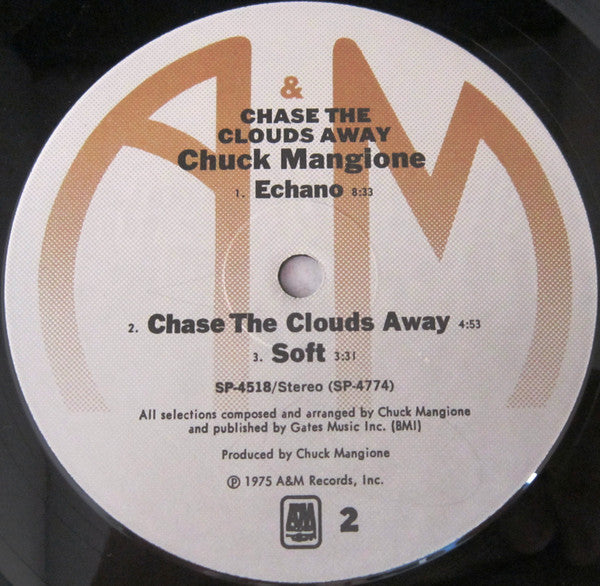 A & M
CHASE THE
CLOUDS AWAY
Chuck Mangione
1. Echano 8:33
2. Chase The Clouds Away 4:53
3. Soft 3:31
SP-4518/Stereo (SP-4774)
All selections composed and arranged by Chuck Mangione
and published by Gates Music Inc. (BMI)
Produced by Chuck Mangione
℗ 1975 A&M Records, Inc.
A&M 2